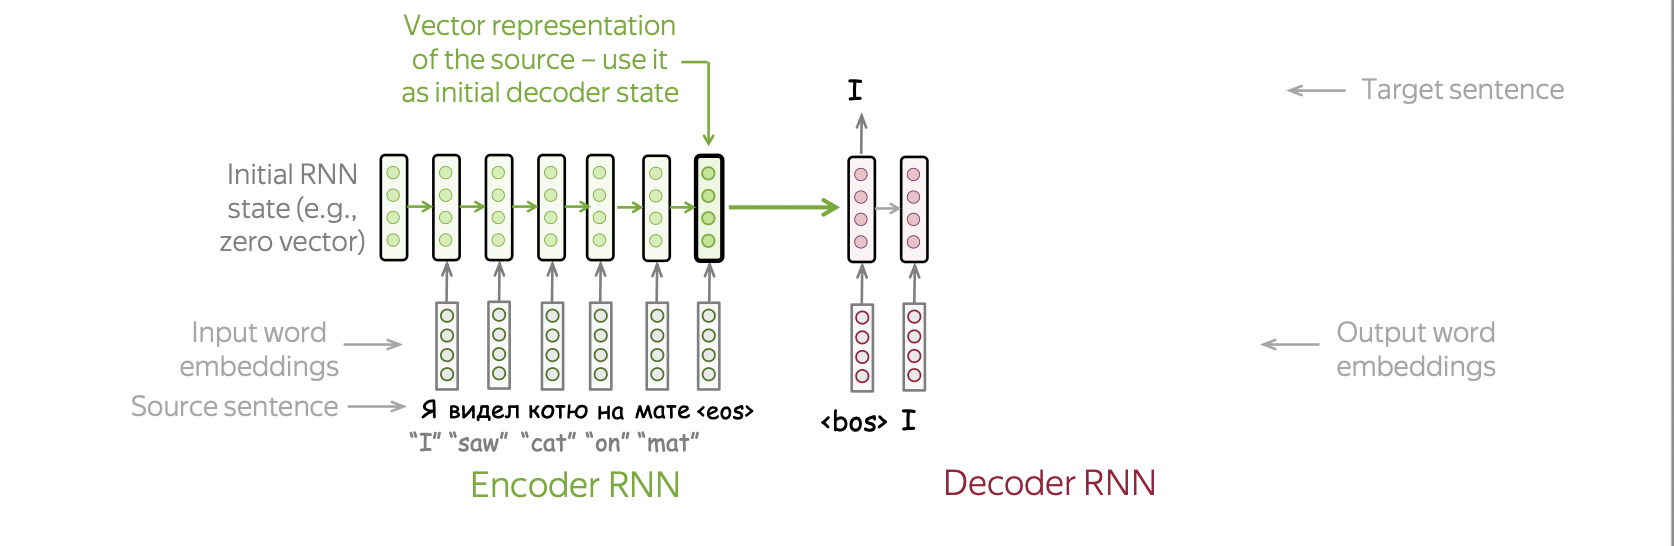 Vector representation
of the source – use it
as initial decoder state
I
Target sentence
Initial RNN
state (e.g.,
zero vector)
Input word
embeddings
Output word
embeddings
Source sentence
Я видел котю на мате <eos>
"I" "saw" "cat" "on" "mat"
<bos> I
Encoder RNN
Decoder RNN